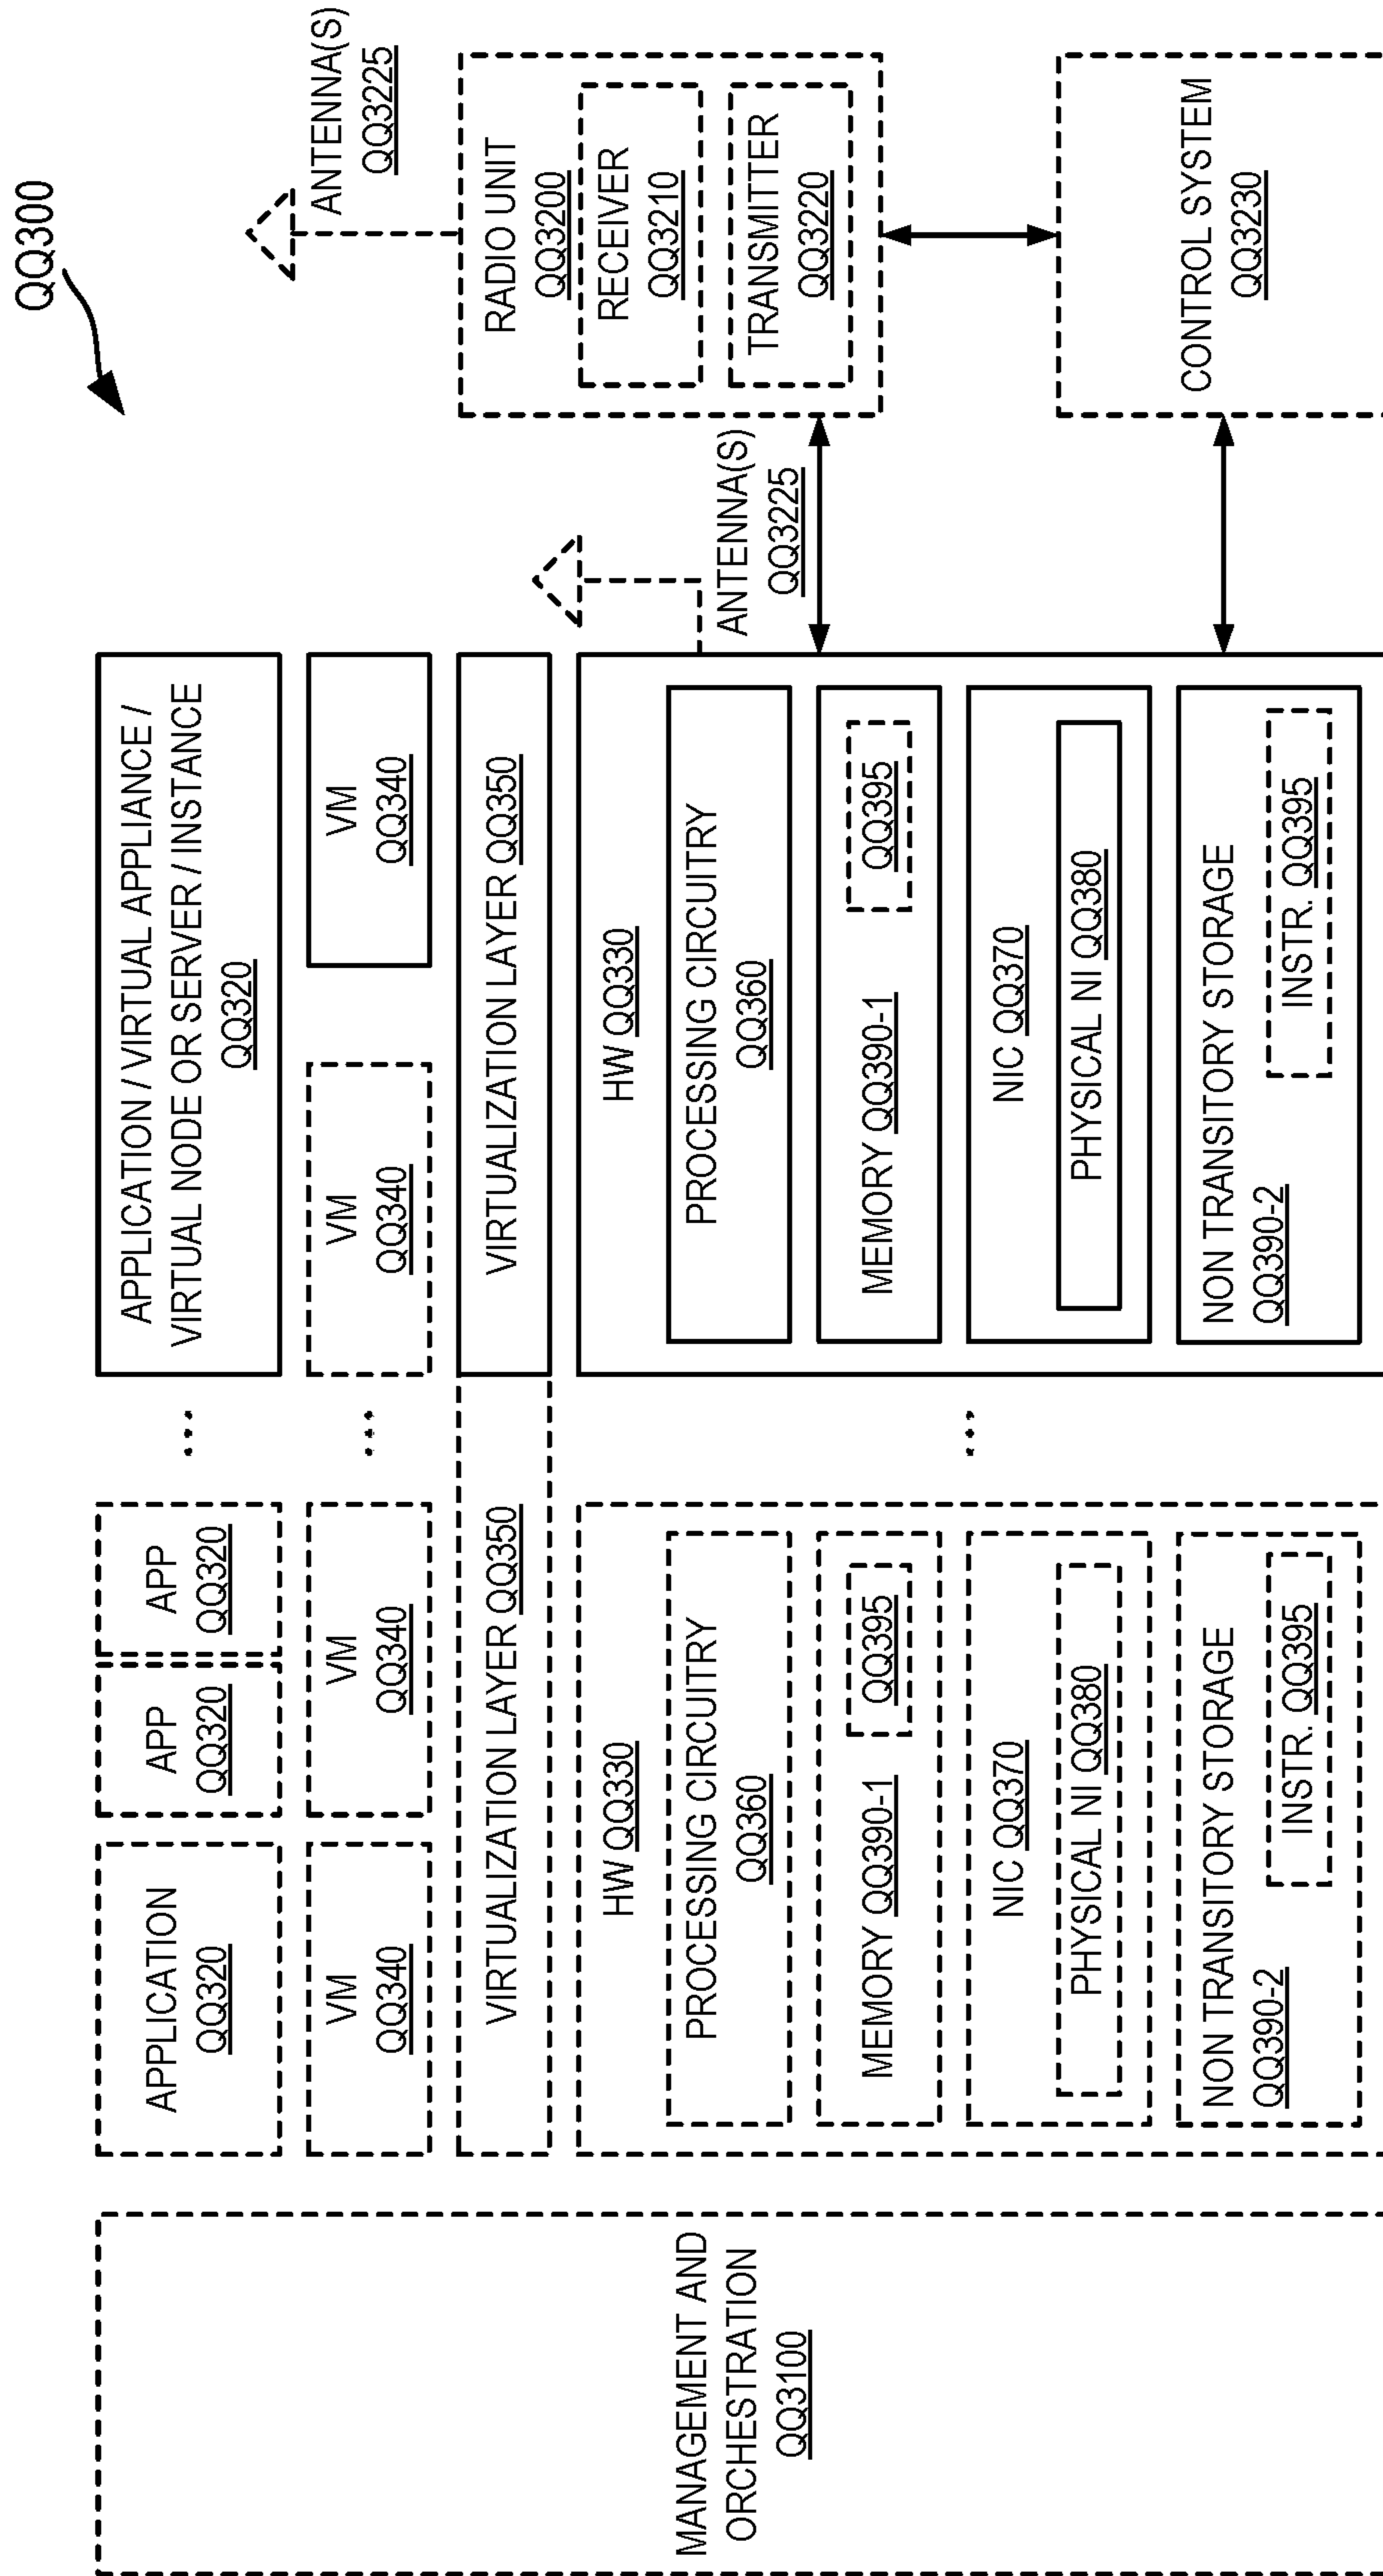 QQ300
MANAGEMENT AND
ORCHESTRATION
QQ3100
APPLICATION
QQ320
APP
QQ320
APP
QQ320
...
APPLICATION / VIRTUAL APPLIANCE /
VIRTUAL NODE OR SERVER / INSTANCE
QQ320
VM
QQ340
VM
QQ340
...
VM
QQ340
VM
QQ340
VIRTUALIZATION LAYER QQ350
VIRTUALIZATION LAYER QQ350
HW QQ330
PROCESSING CIRCUITRY
QQ360
MEMORY QQ390-1
QQ395
NIC QQ370
PHYSICAL NI QQ380
NON TRANSITORY STORAGE
QQ390-2
INSTR. QQ395
...
HW QQ330
PROCESSING CIRCUITRY
QQ360
MEMORY QQ390-1
QQ395
NIC QQ370
PHYSICAL NI QQ380
NON TRANSITORY STORAGE
QQ390-2
INSTR. QQ395
ANTENNA(S)
QQ3225
ANTENNA(S)
QQ3225
RADIO UNIT
QQ3200
RECEIVER
QQ3210
TRANSMITTER
QQ3220
CONTROL SYSTEM
QQ3230